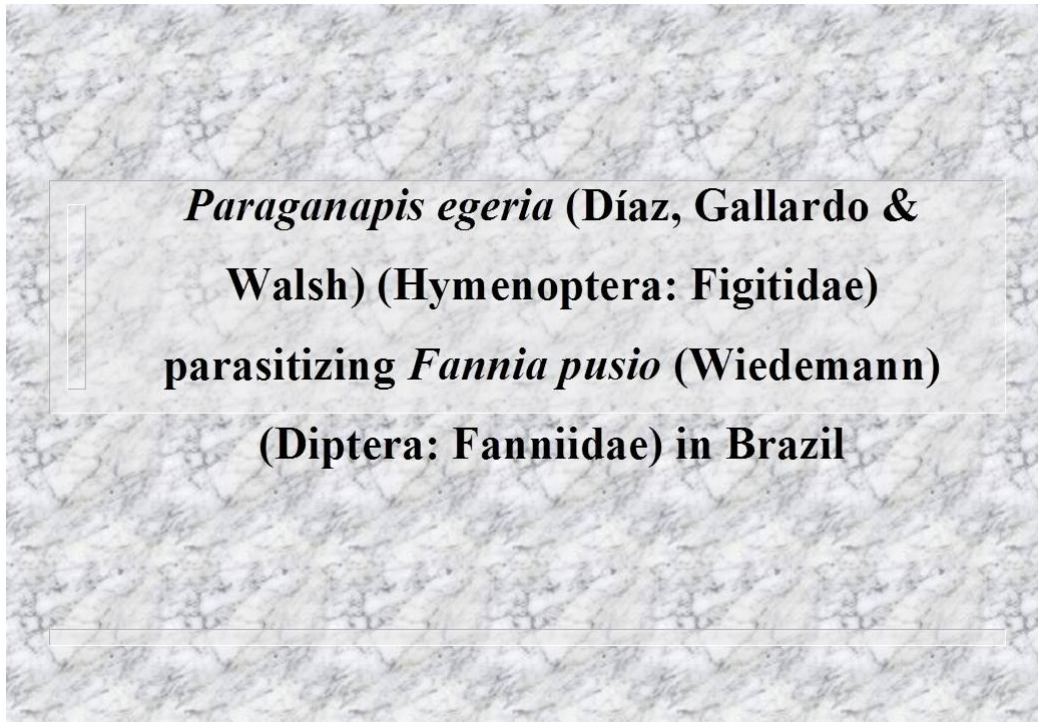 Paraganapis egeria (Díaz, Gallardo &
Walsh) (Hymenoptera: Figitidae)
parasitizing Fannia pusio (Wiedemann)
(Diptera: Fanniidae) in Brazil